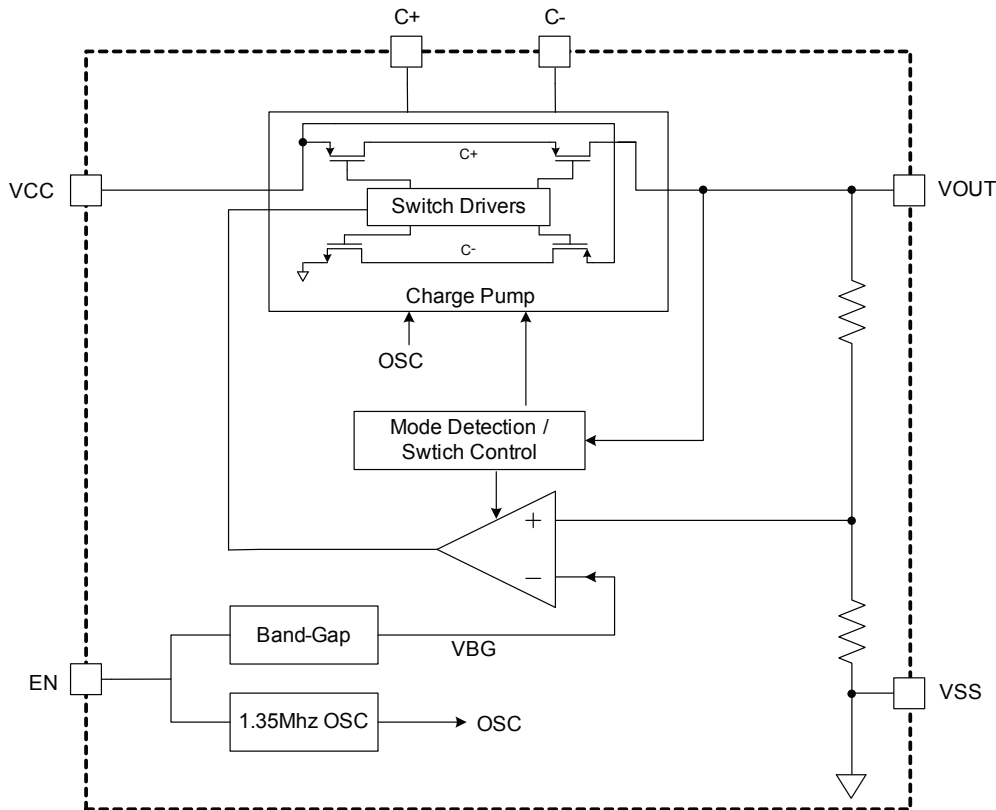 C+
C-
C+
VCC
VOUT
Switch Drivers
C-
Charge Pump
OSC
Mode Detection /
Swtich Control
+
−
Band-Gap
VBG
EN
VSS
1.35Mhz OSC
OSC